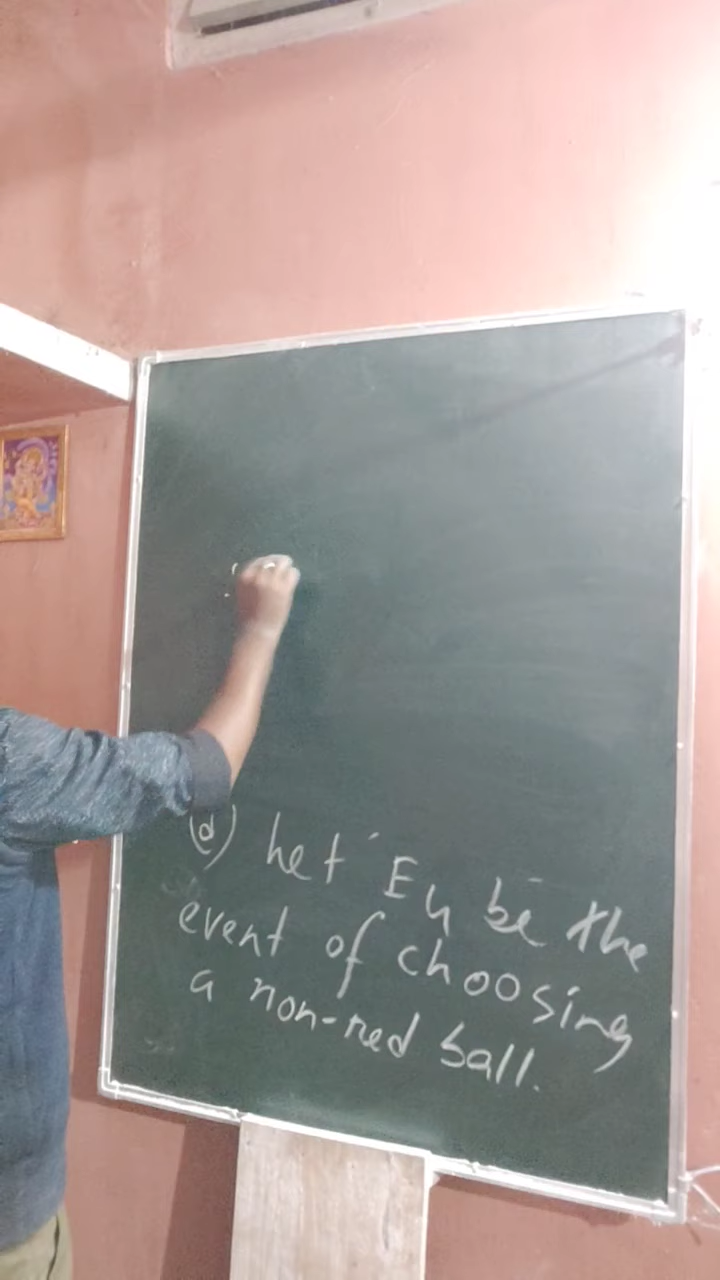 (d) Let E4 be the
event of choosing
a non-red ball.